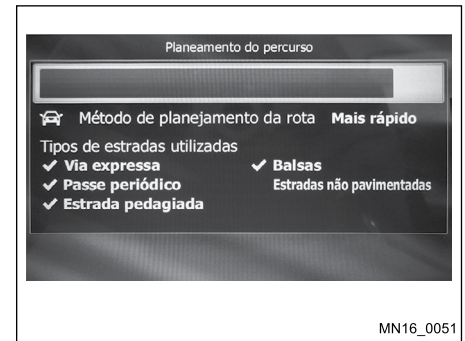 Planeamento do percurso
Método de planejamento da rota Mais rápido
Tipos de estradas utilizadas
Via expressa Balsas
Passe periódico Estradas não pavimentadas
Estrada pedagiada
MN16_0051